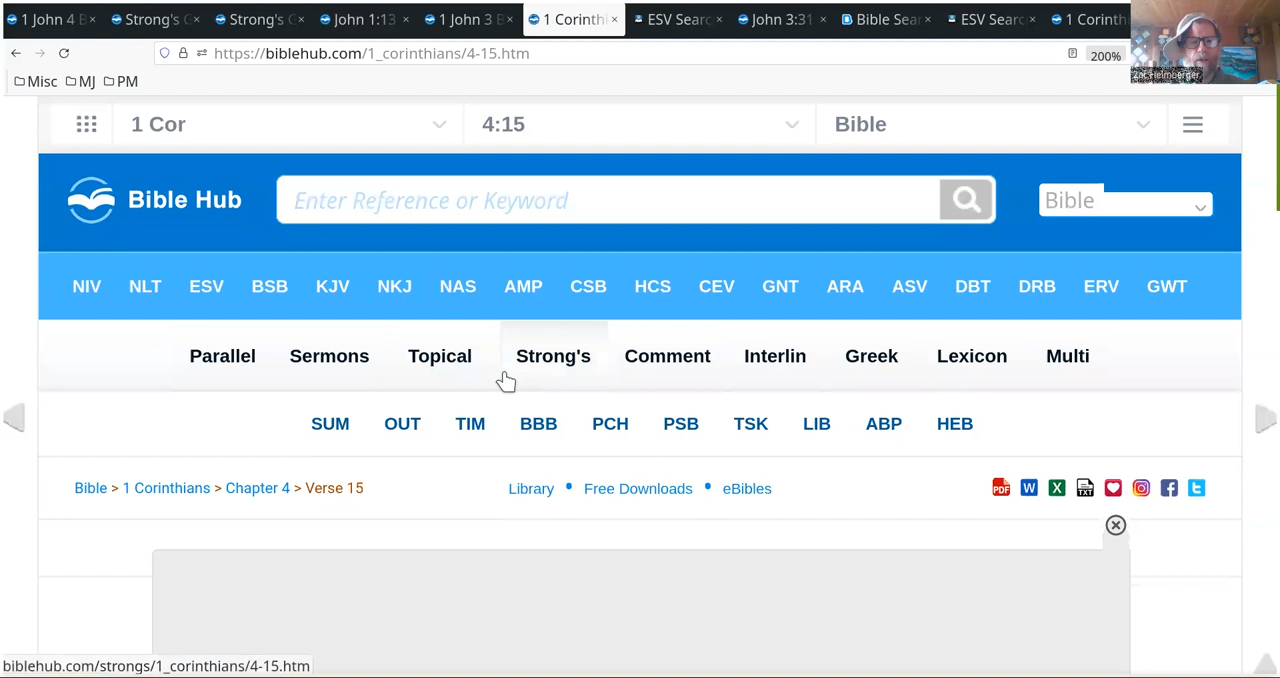 1 John 4 B
Strong's G
Strong's G
John 1:13
1 John 3 B
1 Corinthi
ESV Searc
John 3:31
Bible Sear
ESV Searc
1 Corinth
https://biblehub.com/1_corinthians/4-15.htm
200%
Misc MJ PM
Zac Helmberger
1 Cor 4:15 Bible
Bible Hub Enter Reference or Keyword Bible
NIV NLT ESV BSB KJV NKJ NAS AMP CSB HCS CEV GNT ARA ASV DBT DRB ERV GWT
Parallel Sermons Topical Strong's Comment Interlin Greek Lexicon Multi
SUM OUT TIM BBB PCH PSB TSK LIB ABP HEB
Bible > 1 Corinthians > Chapter 4 > Verse 15 Library • Free Downloads • eBibles PDF W X TXT
biblehub.com/strongs/1_corinthians/4-15.htm